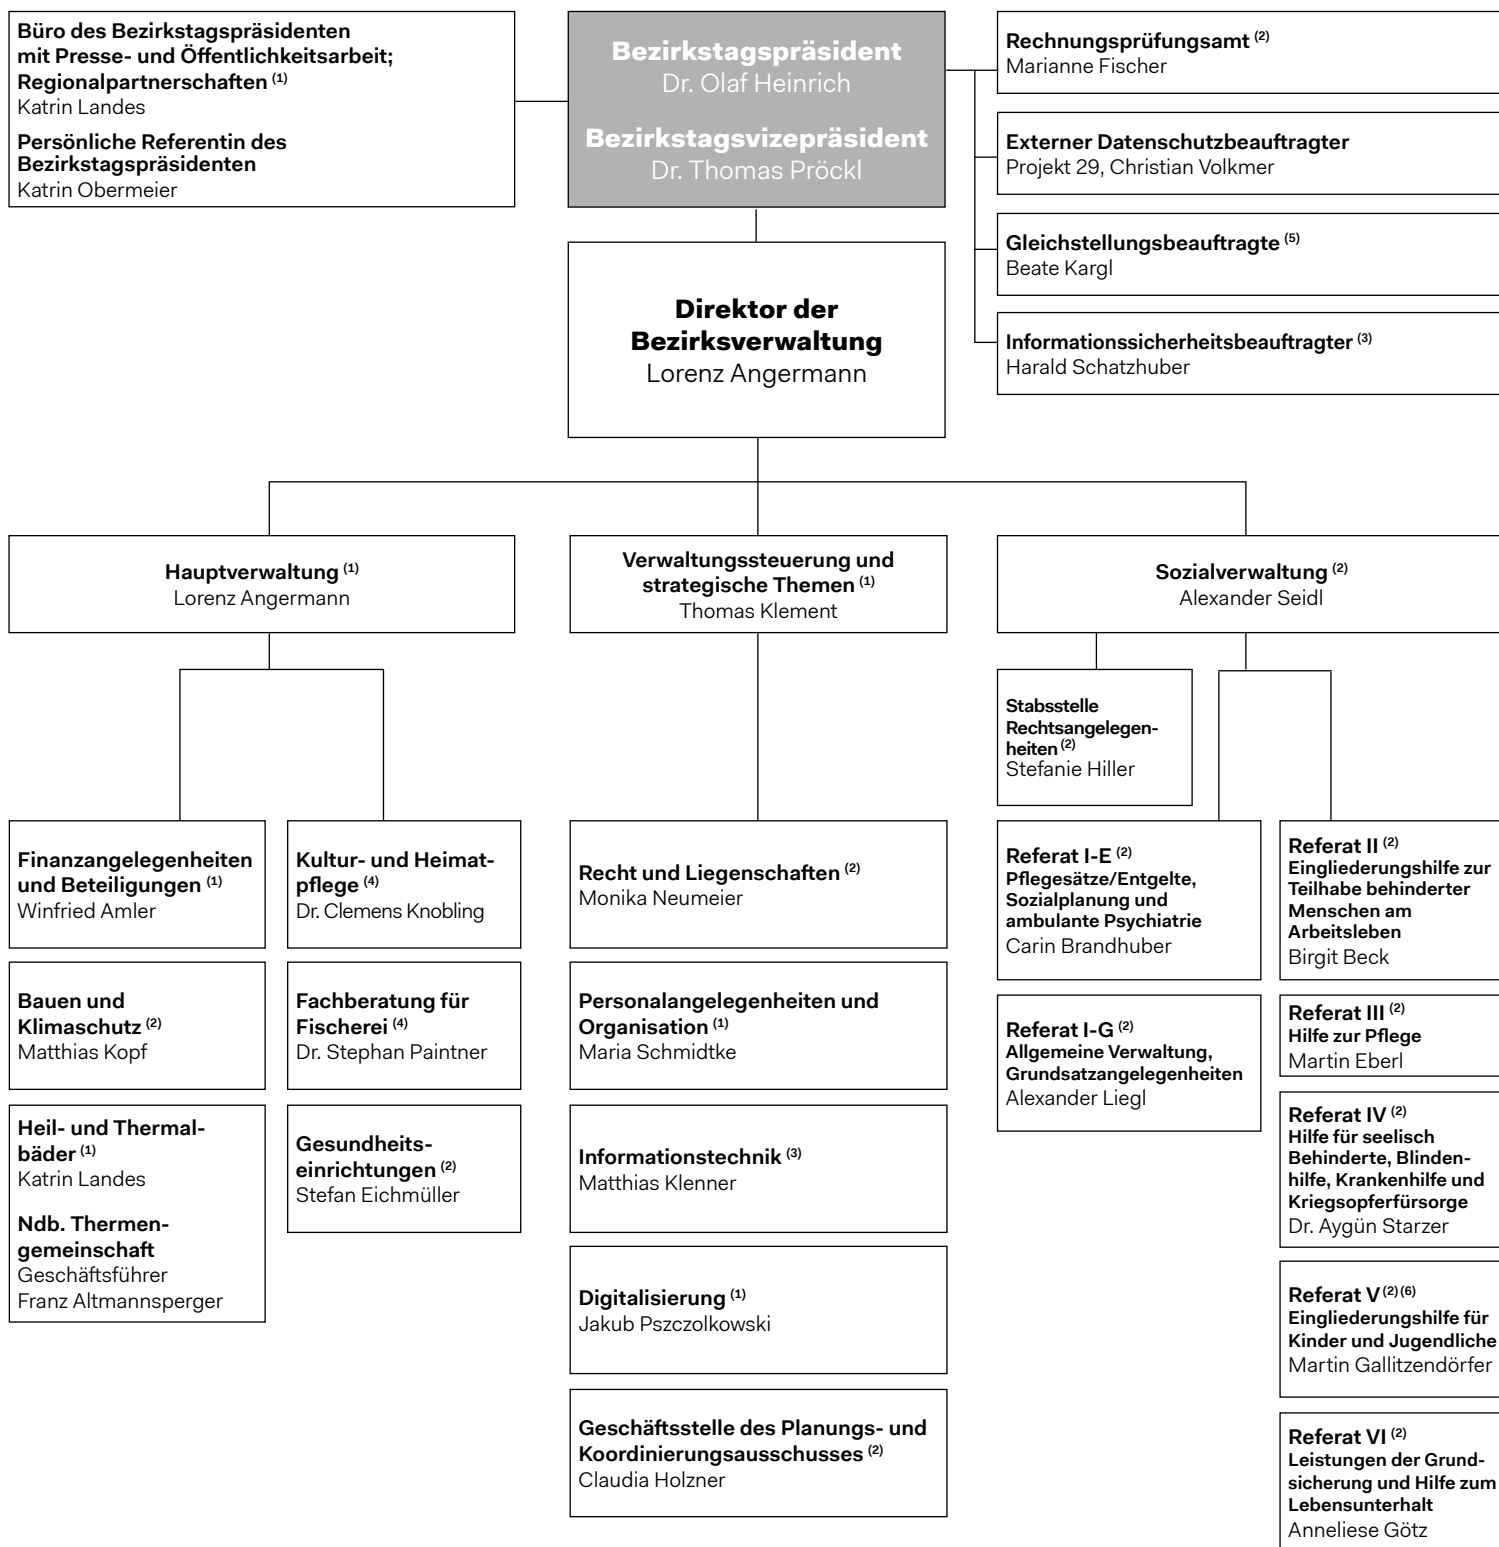 Büro des Bezirkstagspräsidenten
mit Presse- und Öffentlichkeitsarbeit;
Regionalpartnerschaften (1)
Katrin Landes
Persönliche Referentin des
Bezirkstagspräsidenten
Katrin Obermeier
Bezirkstagspräsident
Dr. Olaf Heinrich
Bezirkstagsvizepräsident
Dr. Thomas Pröckl
Rechnungsprüfungsamt (2)
Marianne Fischer
Externer Datenschutzbeauftragter
Projekt 29, Christian Volkmer
Gleichstellungsbeauftragte (5)
Beate Kargl
Informationssicherheitsbeauftragter (3)
Harald Schatzhuber
Direktor der
Bezirksverwaltung
Lorenz Angermann
Hauptverwaltung (1)
Lorenz Angermann
Verwaltungssteuerung und
strategische Themen (1)
Thomas Klement
Sozialverwaltung (2)
Alexander Seidl
Stabsstelle
Rechtsangelegen-
heiten (2)
Stefanie Hiller
Finanzangelegenheiten
und Beteiligungen (1)
Winfried Amler
Bauen und
Klimaschutz (2)
Matthias Kopf
Heil- und Thermal-
bäder (1)
Katrin Landes
Ndb. Thermen-
gemeinschaft
Geschäftsführer
Franz Altmannsperger
Kultur- und Heimat-
pflege (4)
Dr. Clemens Knobling
Fachberatung für
Fischerei (4)
Dr. Stephan Paintner
Gesundheits-
einrichtungen (2)
Stefan Eichmüller
Recht und Liegenschaften (2)
Monika Neumeier
Personalangelegenheiten und
Organisation (1)
Maria Schmidtke
Informationstechnik (3)
Matthias Klenner
Digitalisierung (1)
Jakub Pszczolkowski
Geschäftsstelle des Planungs- und
Koordinierungsausschusses (2)
Claudia Holzner
Referat I-E (2)
Pflegesätze/Entgelte,
Sozialplanung und
ambulante Psychiatrie
Carin Brandhuber
Referat I-G (2)
Allgemeine Verwaltung,
Grundsatzangelegenheiten
Alexander Liegl
Referat II (2)
Eingliederungshilfe zur
Teilhabe behinderter
Menschen am
Arbeitsleben
Birgit Beck
Referat III (2)
Hilfe zur Pflege
Martin Eberl
Referat IV (2)
Hilfe für seelisch
Behinderte, Blinden-
hilfe, Krankenhilfe und
Kriegsopferfürsorge
Dr. Aygün Starzer
Referat V (2) (6)
Eingliederungshilfe für
Kinder und Jugendliche
Martin Gallitzendörfer
Referat VI (2)
Leistungen der Grund-
sicherung und Hilfe zum
Lebensunterhalt
Anneliese Götz